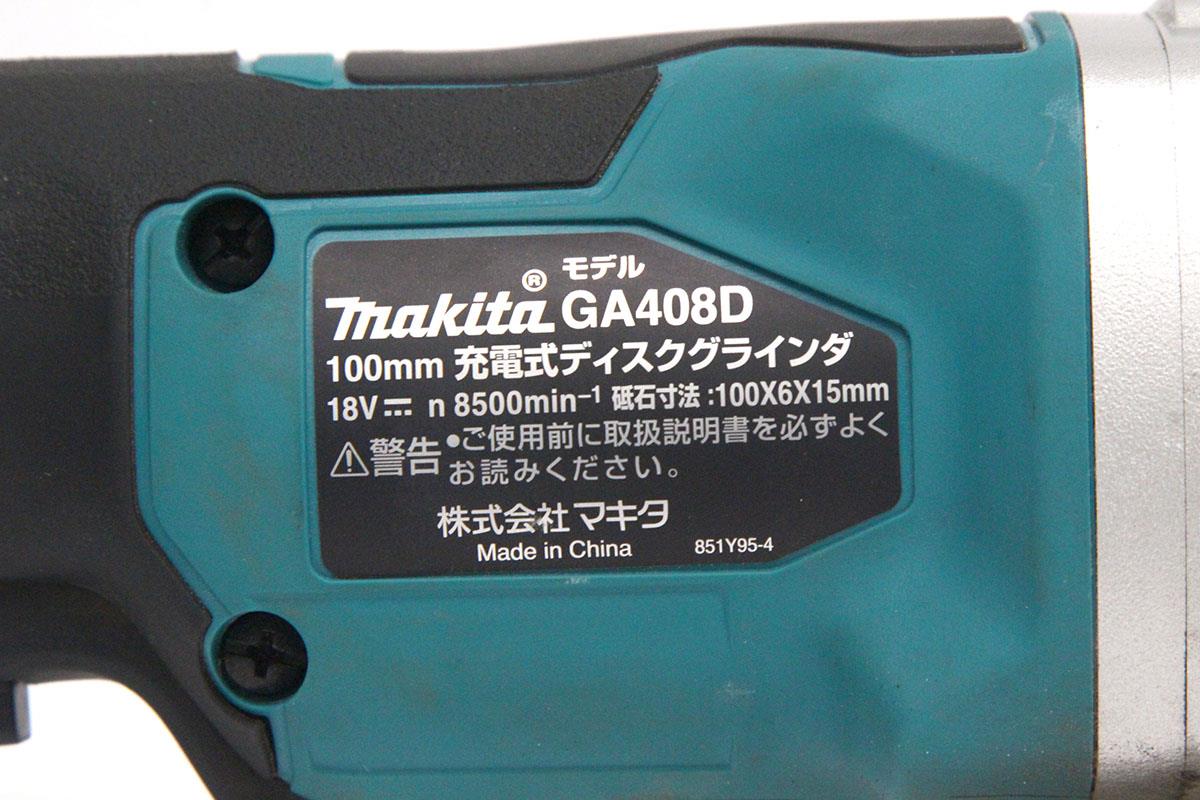 モデル
makita® GA408D
100mm 充電式ディスクグラインダ
18V⎓ n 8500min⁻¹ 砥石寸法:100X6X15mm
⚠警告 •ご使用前に取扱説明書を必ずよく
お読みください。
株式会社マキタ
Made in China 851Y95-4